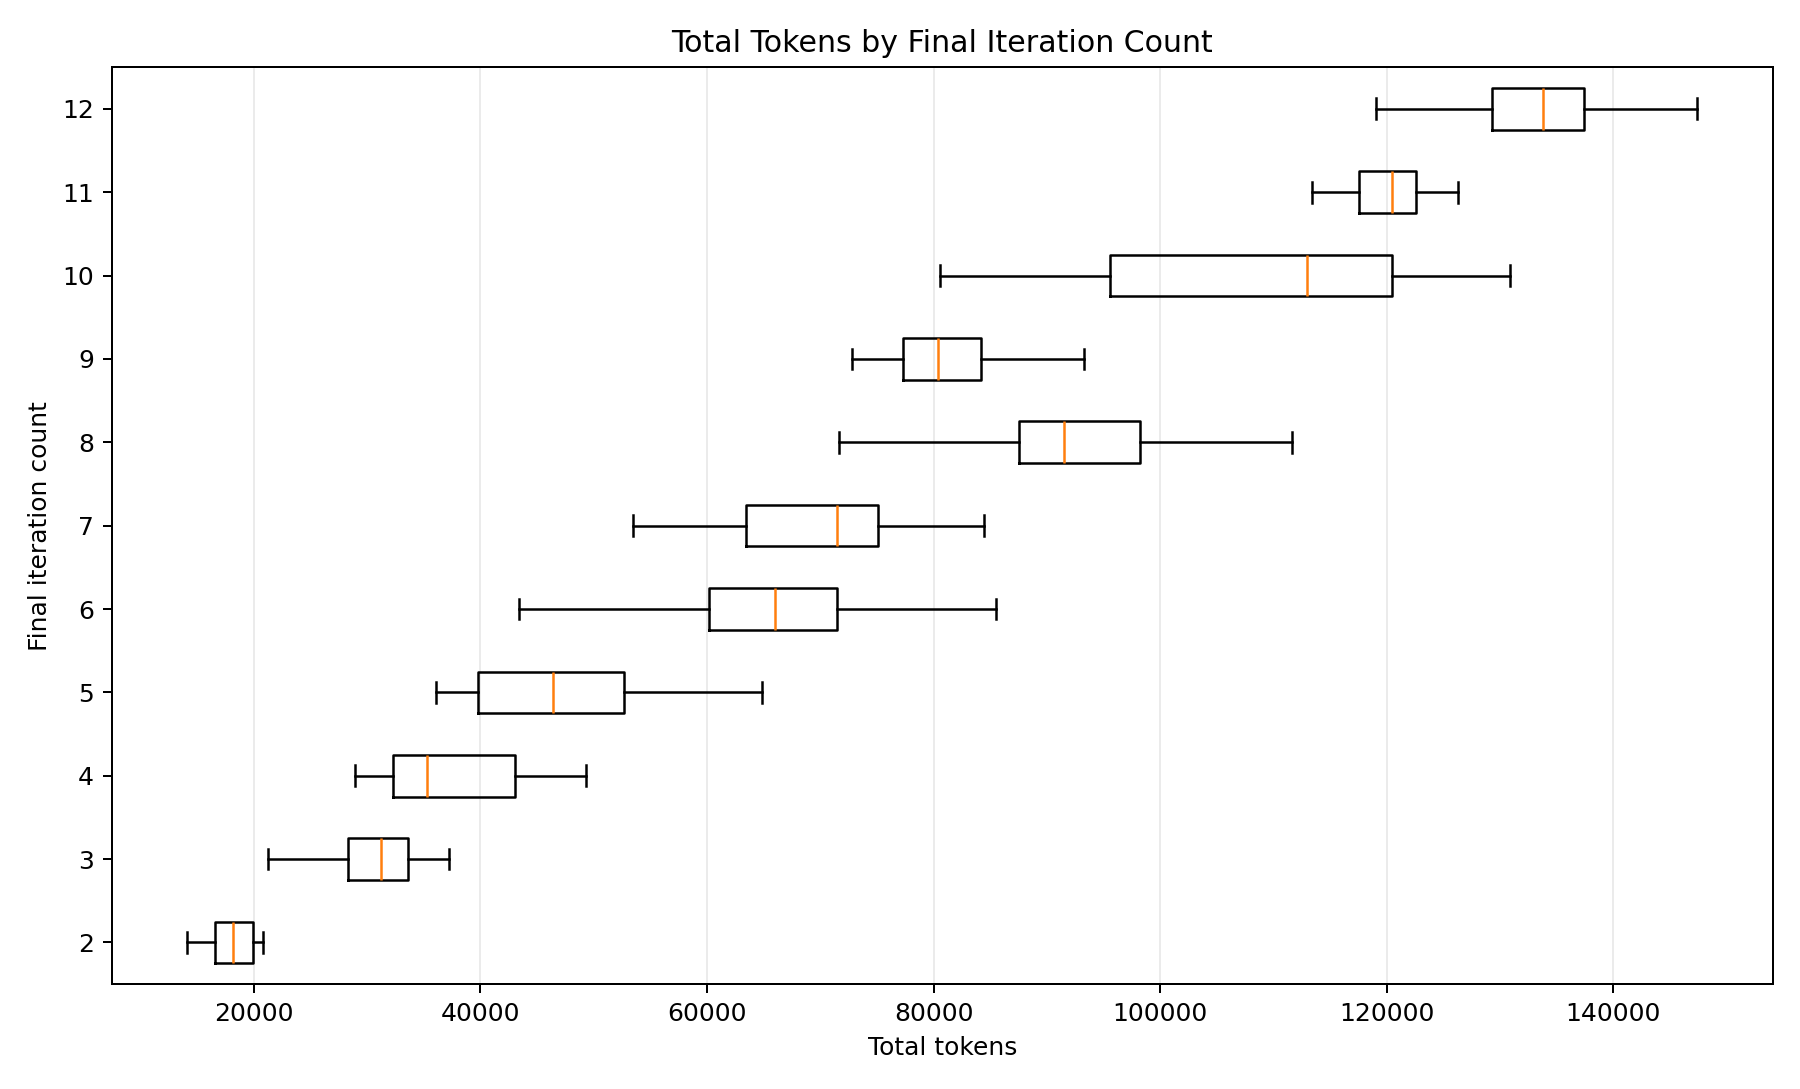 Total Tokens by Final Iteration Count
12
11
10
9
8
7
6
5
4
3
2
Final iteration count
20000 40000 60000 80000 100000 120000 140000
Total tokens